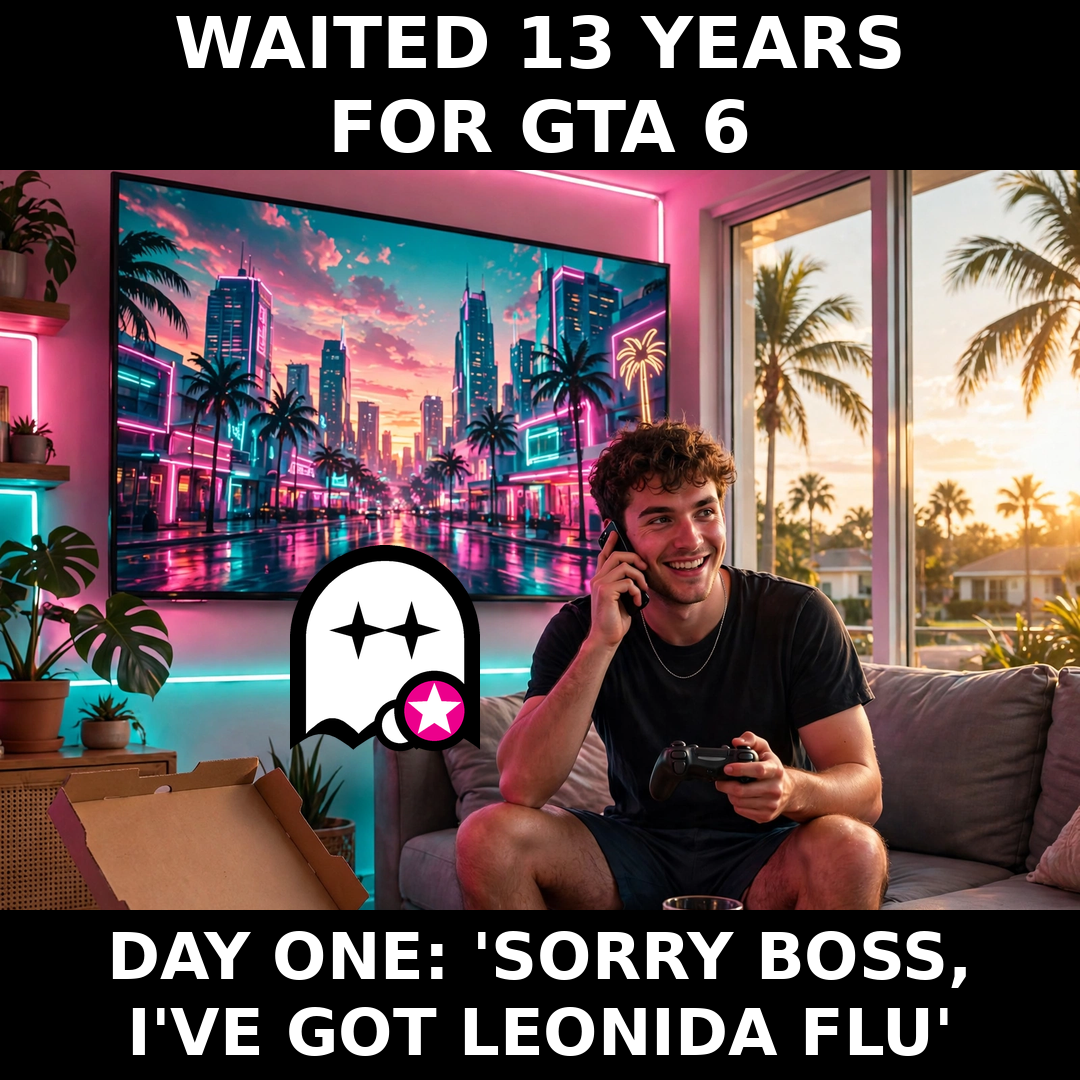 WAITED 13 YEARS
FOR GTA 6
DAY ONE: 'SORRY BOSS,
I'VE GOT LEONIDA FLU'